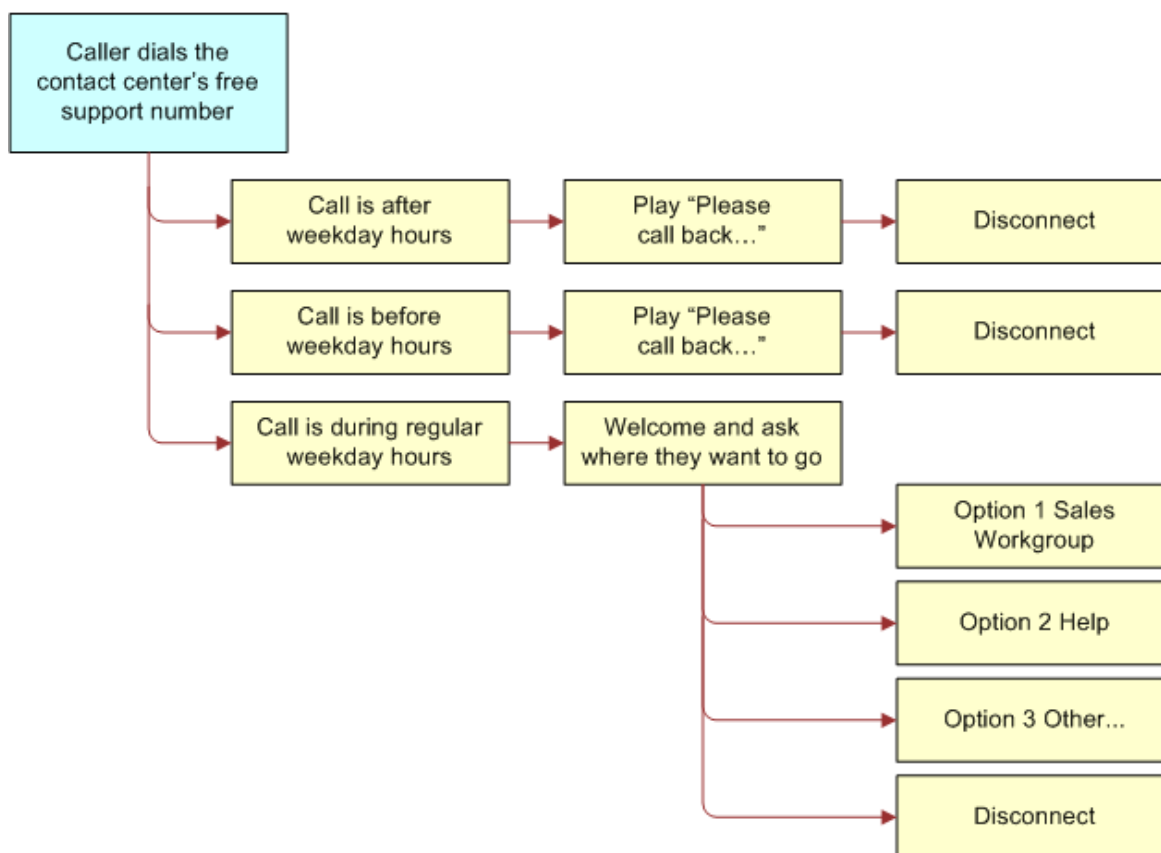 Caller dials the
contact center’s free
support number
Call is after
weekday hours
Play “Please
call back…”
Disconnect
Call is before
weekday hours
Play “Please
call back…”
Disconnect
Call is during regular
weekday hours
Welcome and ask
where they want to go
Option 1 Sales
Workgroup
Option 2 Help
Option 3 Other...
Disconnect